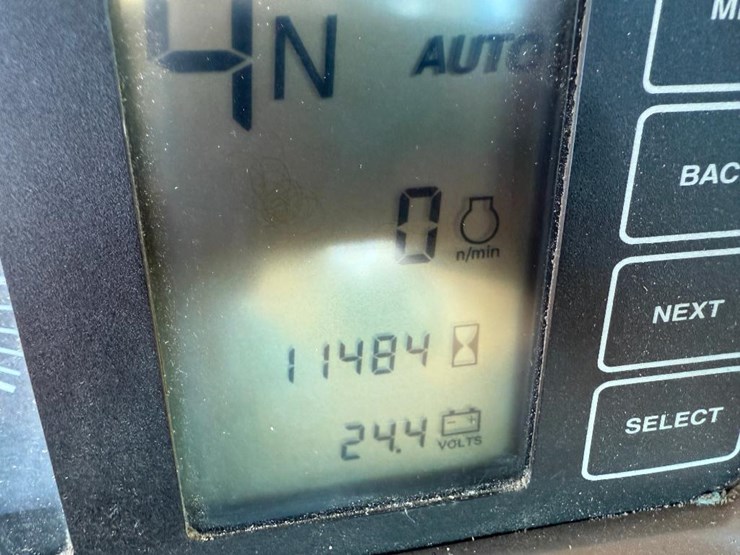 4N AUTO
0 n/min
11484
24.4 VOLTS
BAC
NEXT
SELECT